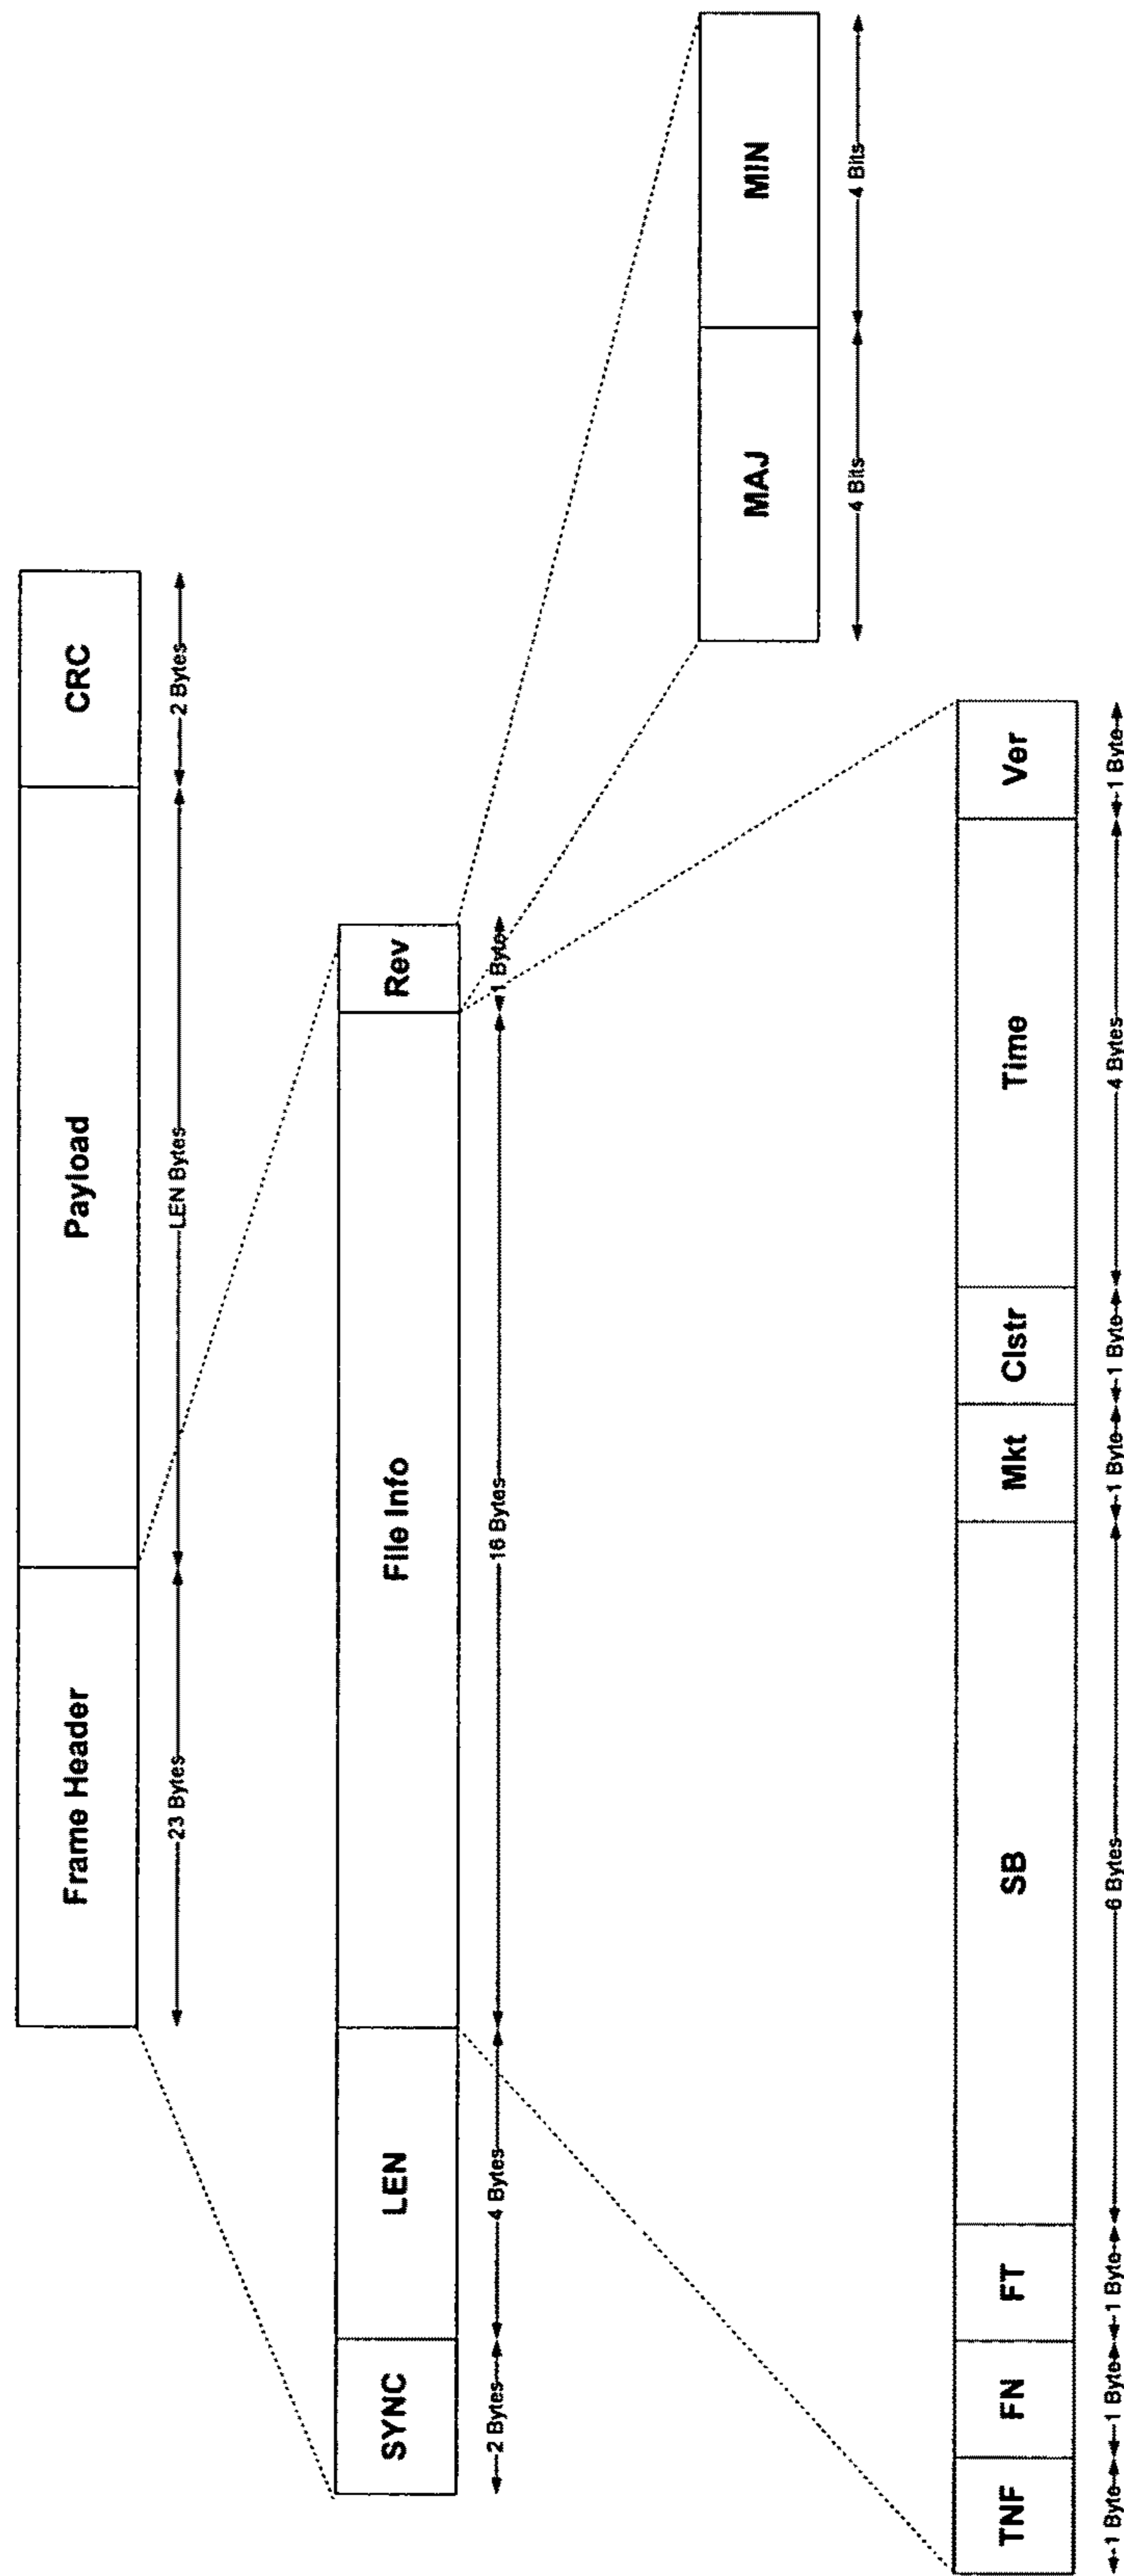 Frame Header
Payload
CRC
23 Bytes
LEN Bytes
2 Bytes
SYNC
LEN
File Info
Rev
2 Bytes
4 Bytes
16 Bytes
1 Byte
MAJ
MIN
4 Bits
4 Bits
TNF
FN
FT
SB
Mkt
Clstr
Time
Ver
1 Byte
1 Byte
1 Byte
6 Bytes
1 Byte
1 Byte
4 Bytes
1 Byte